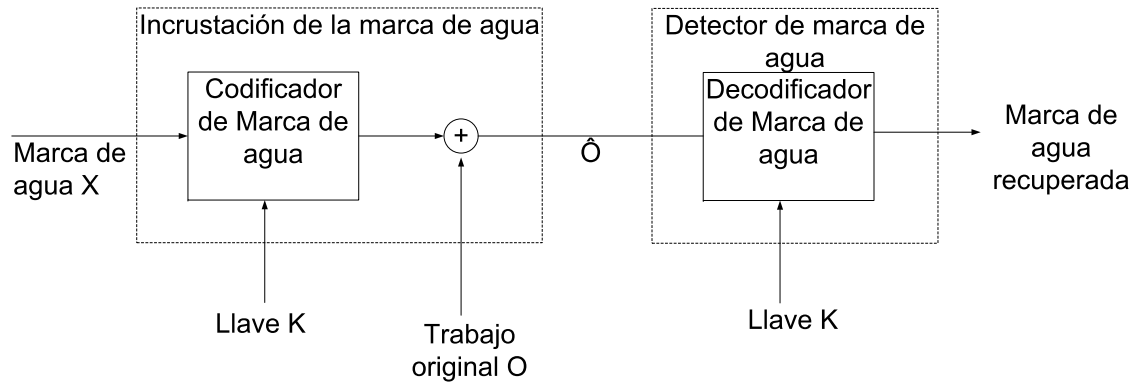 Incrustación de la marca de agua
Codificador
de Marca de
agua
+
Marca de
agua X
Llave K
Trabajo
original O
Ô
Detector de marca de
agua
Decodificador
de Marca de
agua
Llave K
Marca de
agua
recuperada